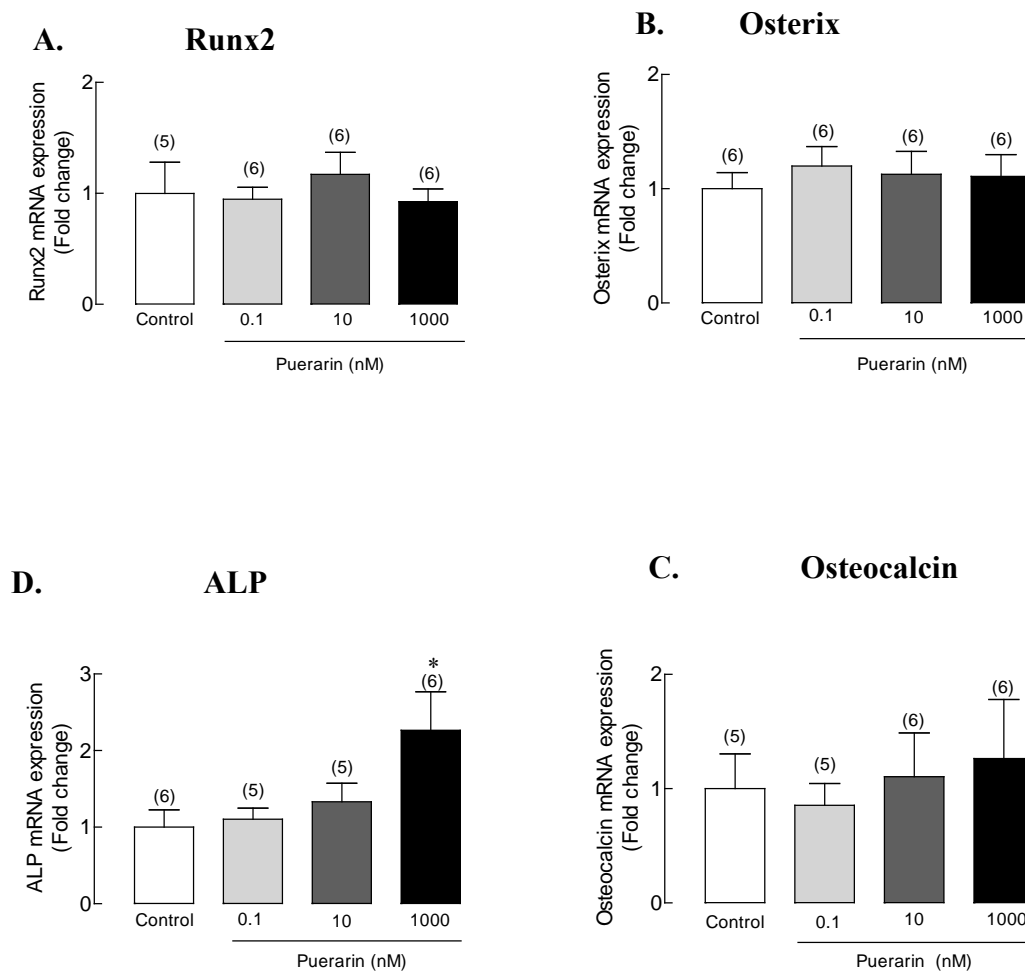 A. Runx2
Runx2 mRNA expression
(Fold change)
2
1
0
(5)
(6)
(6)
(6)
Control
0.1
10
1000
Puerarin (nM)
B. Osterix
Osterix mRNA expression
(Fold change)
2
1
0
(6)
(6)
(6)
(6)
Control
0.1
10
1000
Puerarin (nM)
D. ALP
ALP mRNA expression
(Fold change)
3
2
1
0
(6)
(5)
(5)
*
(6)
Control
0.1
10
1000
Puerarin (nM)
C. Osteocalcin
Osteocalcin mRNA expression
(Fold change)
2
1
0
(5)
(5)
(6)
(6)
Control
0.1
10
1000
Puerarin (nM)